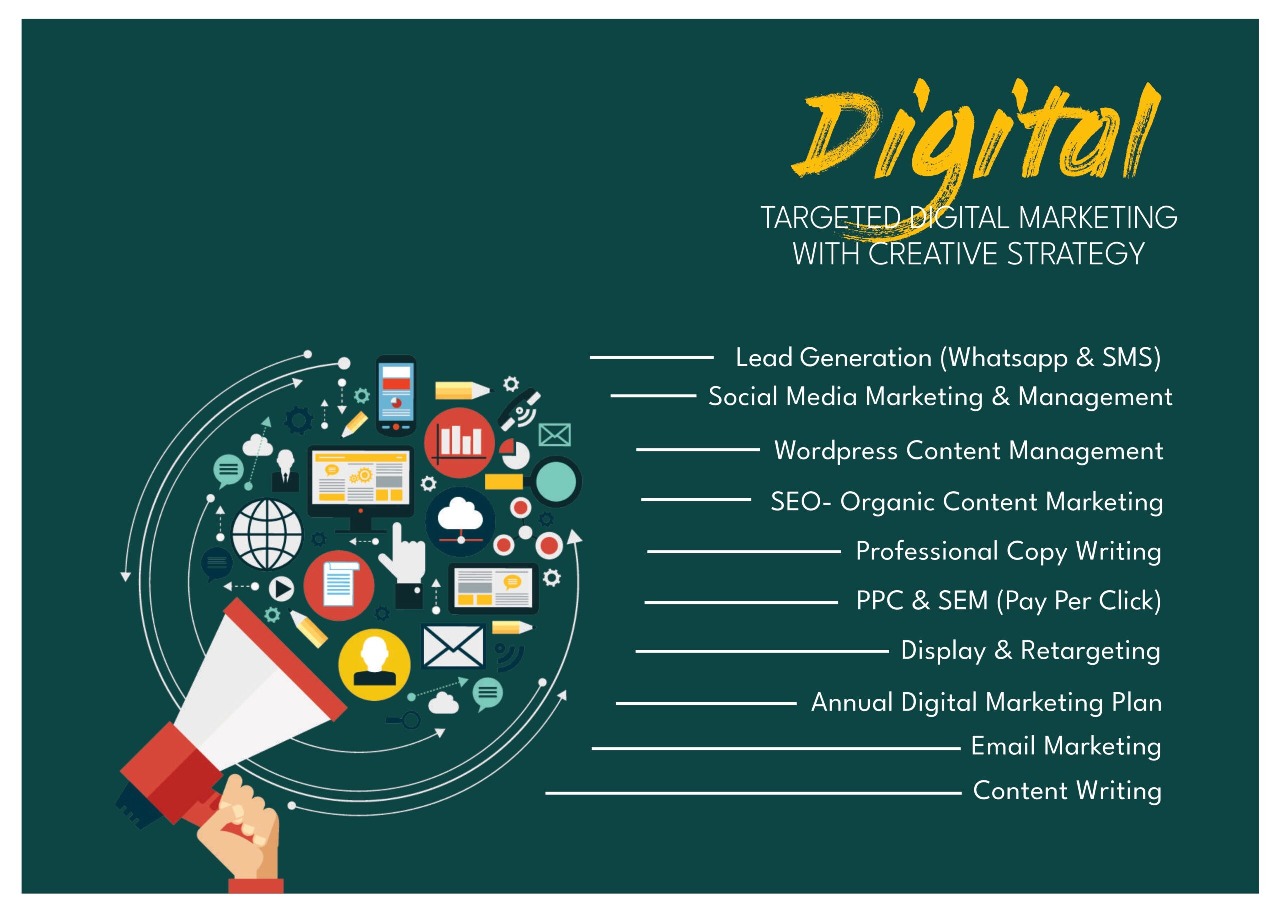 Digital
TARGETED DIGITAL MARKETING
WITH CREATIVE STRATEGY
Lead Generation (Whatsapp & SMS)
Social Media Marketing & Management
Wordpress Content Management
SEO- Organic Content Marketing
Professional Copy Writing
PPC & SEM (Pay Per Click)
Display & Retargeting
Annual Digital Marketing Plan
Email Marketing
Content Writing